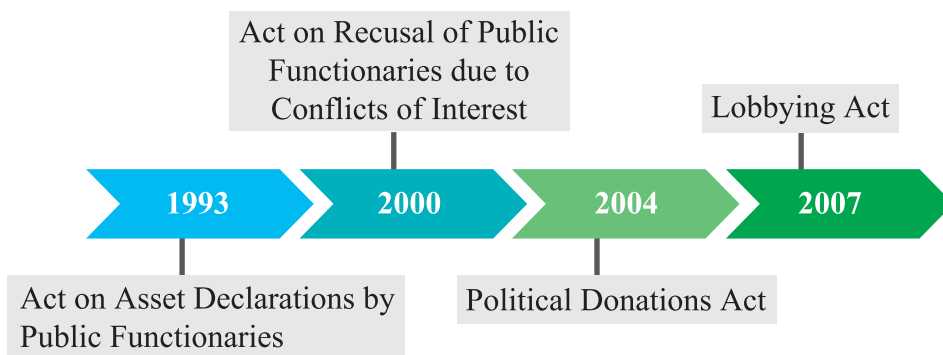 Act on Recusal of Public
Functionaries due to
Conflicts of Interest
Lobbying Act
1993
2000
2004
2007
Act on Asset Declarations by
Public Functionaries
Political Donations Act